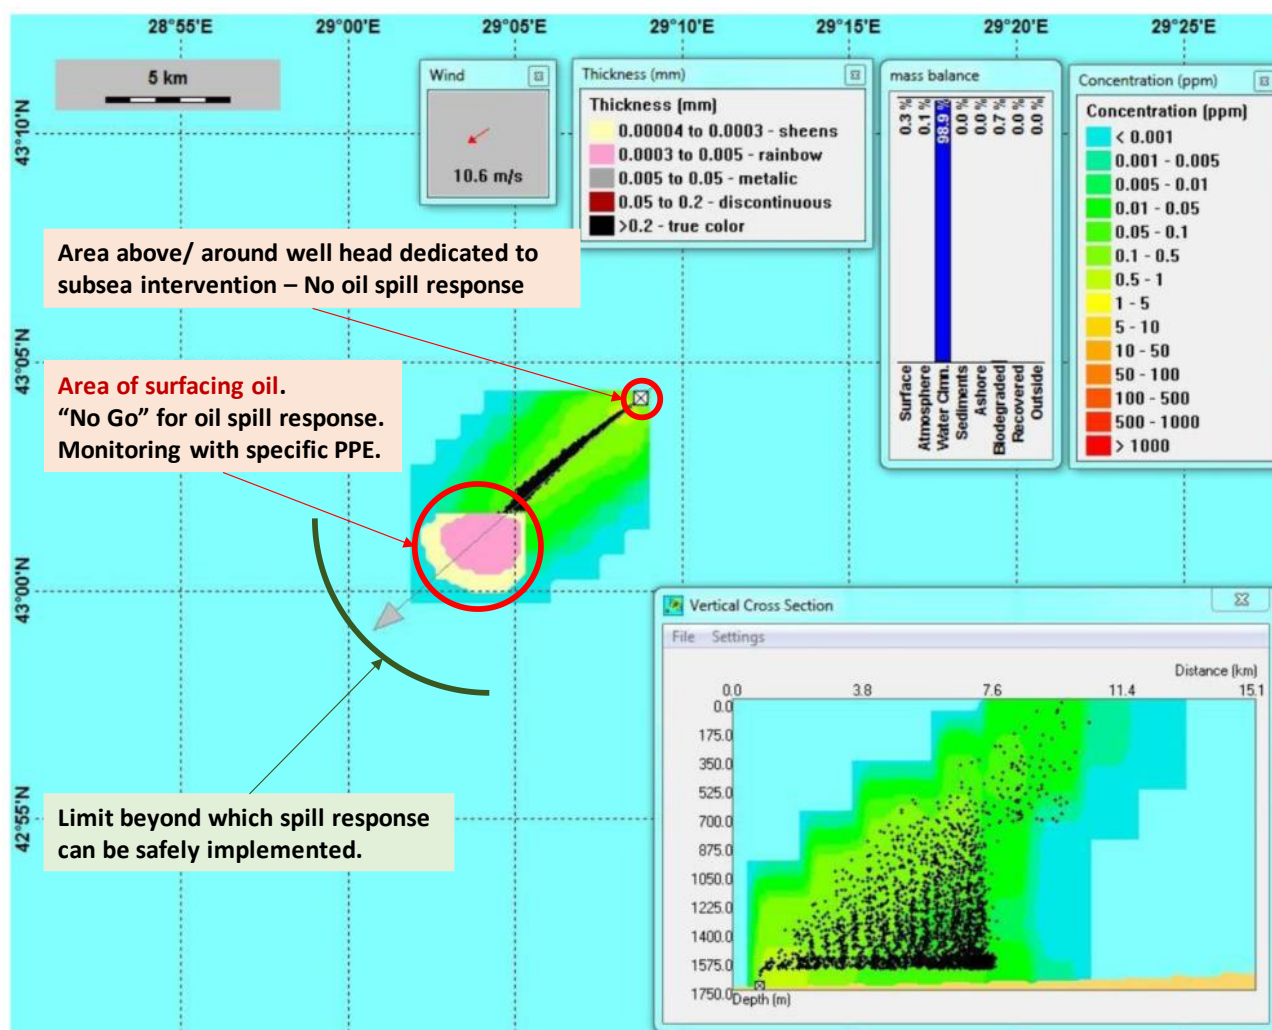 28°55'E
29°00'E
29°05'E
29°10'E
29°15'E
29°20'E
29°25'E
5 km
Wind
10.6 m/s
Thickness (mm)
Thickness (mm)
0.00004 to 0.0003 - sheens
0.0003 to 0.005 - rainbow
0.005 to 0.05 - metalic
0.05 to 0.2 - discontinuous
>0.2 - true color
mass balance
0.3 %
0.1 %
98.9 %
0.0 %
0.0 %
0.7 %
0.0 %
0.0 %
Surface
Atmosphere
Water Clmn.
Sediments
Ashore
Biodegraded
Recovered
Outside
Concentration (ppm)
Concentration (ppm)
< 0.001
0.001 - 0.005
0.005 - 0.01
0.01 - 0.05
0.05 - 0.1
0.1 - 0.5
0.5 - 1
1 - 5
5 - 10
10 - 50
50 - 100
100 - 500
500 - 1000
> 1000
43°10'N
43°05'N
43°00'N
42°55'N
Area above/ around well head dedicated to
subsea intervention – No oil spill response
Area of surfacing oil.
“No Go” for oil spill response.
Monitoring with specific PPE.
Limit beyond which spill response
can be safely implemented.
Vertical Cross Section
File Settings
Distance (km)
0.0 3.8 7.6 11.4 15.1
0.0
175.0
350.0
525.0
700.0
875.0
1050.0
1225.0
1400.0
1575.0
1750.0
Depth (m)